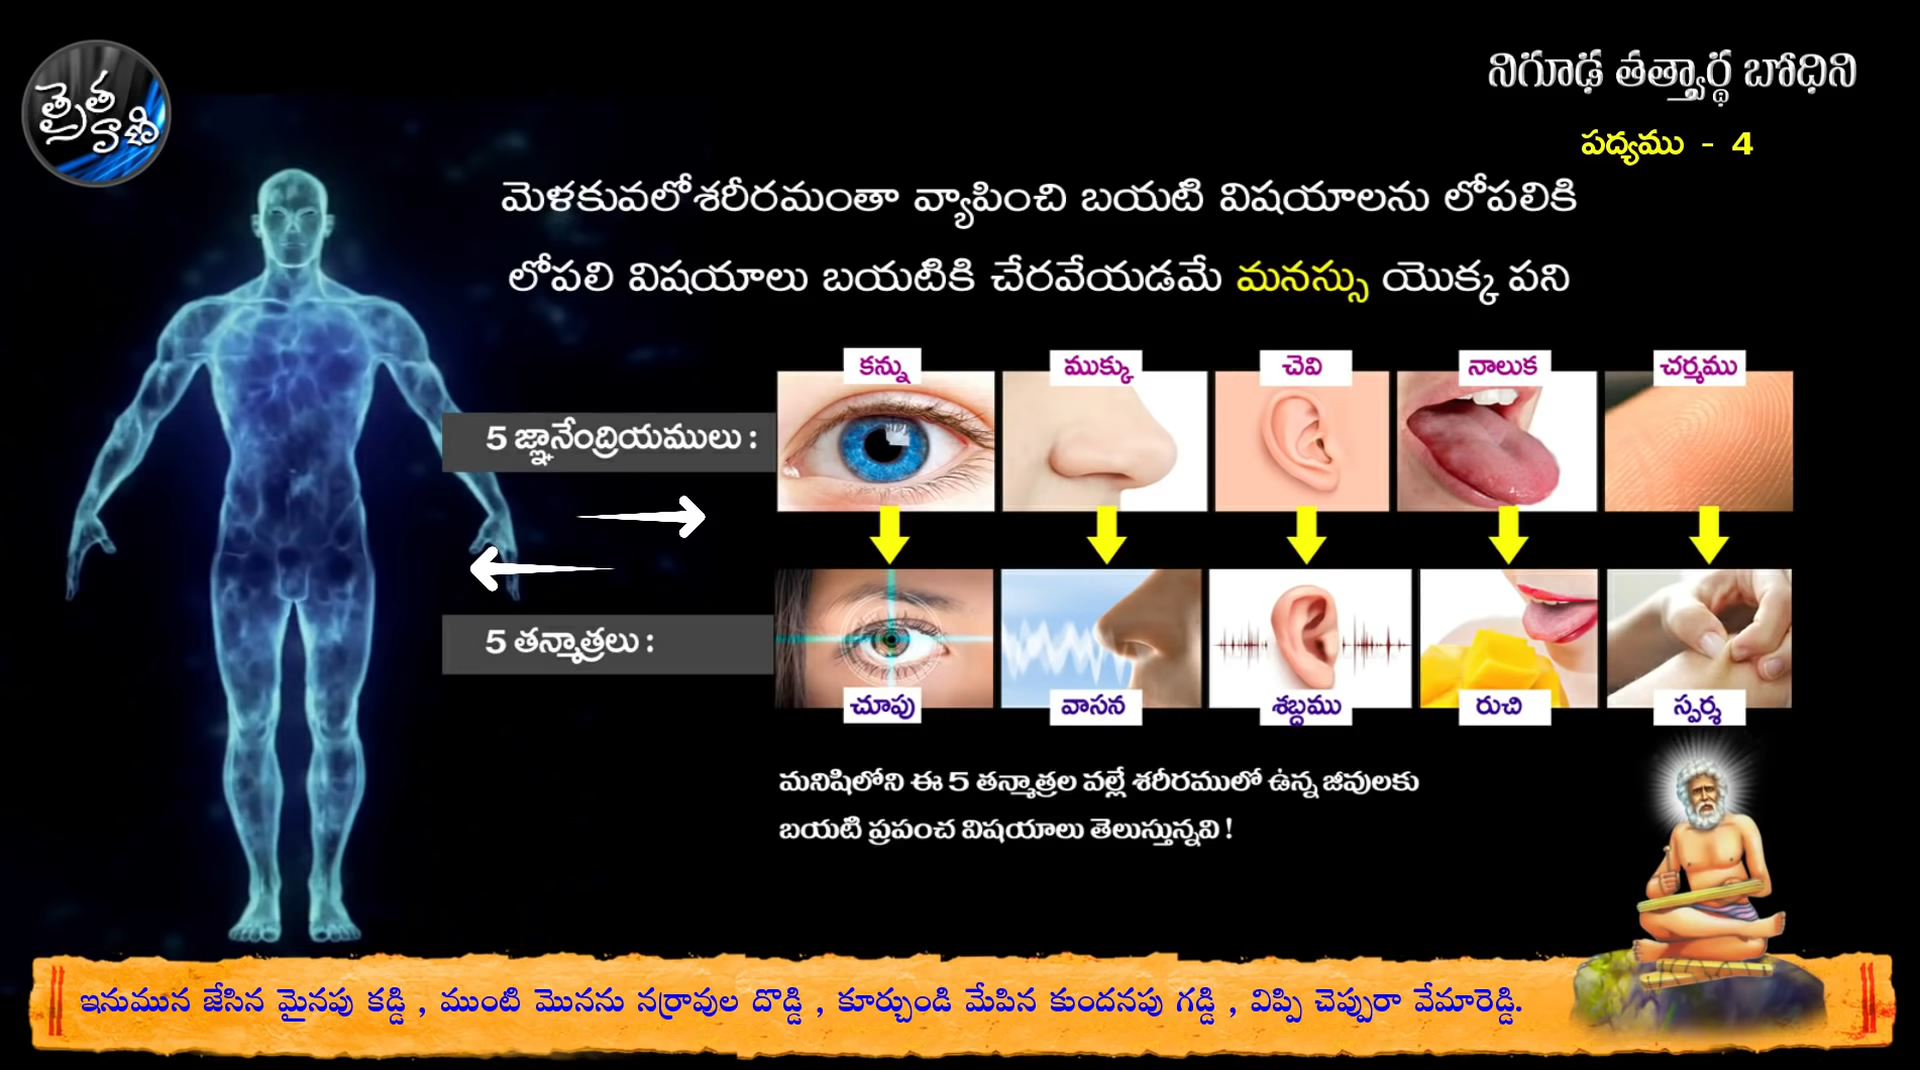 త్రైత
వాణి
నిగూఢ తత్త్వార్థ బోధిని
పద్యము - 4
మెళకువలోశరీరమంతా వ్యాపించి బయటి విషయాలను లోపలికి
లోపలి విషయాలు బయటికి చేరవేయడమే మనస్సు యొక్క పని
కన్ను ముక్కు చెవి నాలుక చర్మము
5 జ్ఞానేంద్రియములు :
5 తన్మాత్రలు :
చూపు వాసన శబ్దము రుచి స్పర్శ
మనిషిలోని ఈ 5 తన్మాత్రల వల్లే శరీరములో ఉన్న జీవులకు
బయటి ప్రపంచ విషయాలు తెలుస్తున్నవి !
|| ఇనుమున జేసిన మైనపు కడ్డి , ముంటి మొనను నఱ్రావుల దొడ్డి , కూర్చుండి మేపిన కుందనపు గడ్డి , విప్పి చెప్పురా వేమారెడ్డి. ||